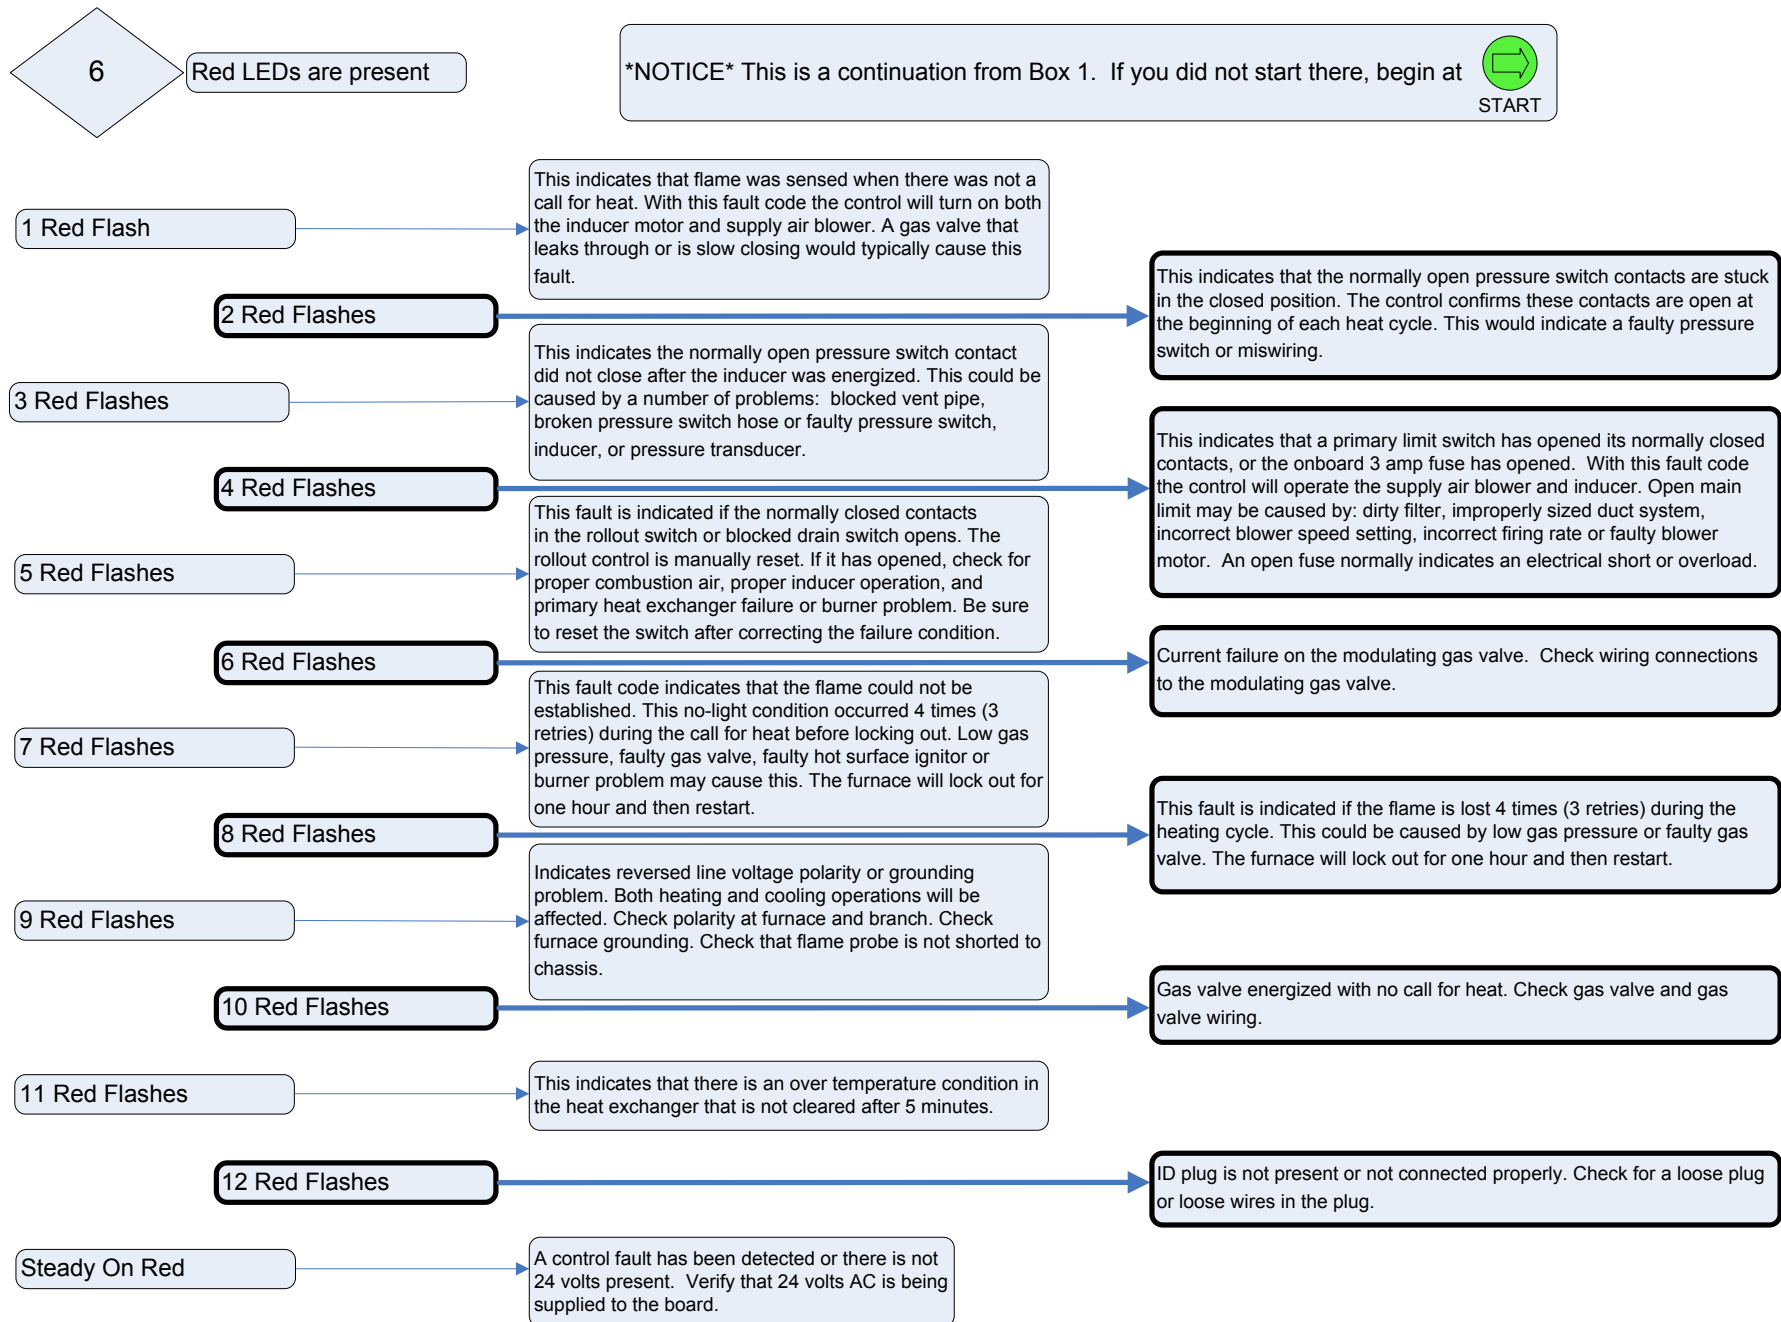 6
Red LEDs are present
*NOTICE* This is a continuation from Box 1.  If you did not start there, begin at
START
1 Red Flash
This indicates that flame was sensed when there was not a
call for heat. With this fault code the control will turn on both
the inducer motor and supply air blower. A gas valve that
leaks through or is slow closing would typically cause this
fault.
2 Red Flashes
This indicates that the normally open pressure switch contacts are stuck
in the closed position. The control confirms these contacts are open at
the beginning of each heat cycle. This would indicate a faulty pressure
switch or miswiring.
3 Red Flashes
This indicates the normally open pressure switch contact
did not close after the inducer was energized. This could be
caused by a number of problems:  blocked vent pipe,
broken pressure switch hose or faulty pressure switch,
inducer, or pressure transducer.
4 Red Flashes
This indicates that a primary limit switch has opened its normally closed
contacts, or the onboard 3 amp fuse has opened.  With this fault code
the control will operate the supply air blower and inducer. Open main
limit may be caused by: dirty filter, improperly sized duct system,
incorrect blower speed setting, incorrect firing rate or faulty blower
motor.  An open fuse normally indicates an electrical short or overload.
5 Red Flashes
This fault is indicated if the normally closed contacts
in the rollout switch or blocked drain switch opens. The
rollout control is manually reset. If it has opened, check for
proper combustion air, proper inducer operation, and
primary heat exchanger failure or burner problem. Be sure
to reset the switch after correcting the failure condition.
6 Red Flashes
Current failure on the modulating gas valve.  Check wiring connections
to the modulating gas valve.
7 Red Flashes
This fault code indicates that the flame could not be
established. This no-light condition occurred 4 times (3
retries) during the call for heat before locking out. Low gas
pressure, faulty gas valve, faulty hot surface ignitor or
burner problem may cause this. The furnace will lock out for
one hour and then restart.
8 Red Flashes
This fault is indicated if the flame is lost 4 times (3 retries) during the
heating cycle. This could be caused by low gas pressure or faulty gas
valve. The furnace will lock out for one hour and then restart.
9 Red Flashes
Indicates reversed line voltage polarity or grounding
problem. Both heating and cooling operations will be
affected. Check polarity at furnace and branch. Check
furnace grounding. Check that flame probe is not shorted to
chassis.
10 Red Flashes
Gas valve energized with no call for heat. Check gas valve and gas
valve wiring.
11 Red Flashes
This indicates that there is an over temperature condition in
the heat exchanger that is not cleared after 5 minutes.
12 Red Flashes
ID plug is not present or not connected properly. Check for a loose plug
or loose wires in the plug.
Steady On Red
A control fault has been detected or there is not
24 volts present.  Verify that 24 volts AC is being
supplied to the board.